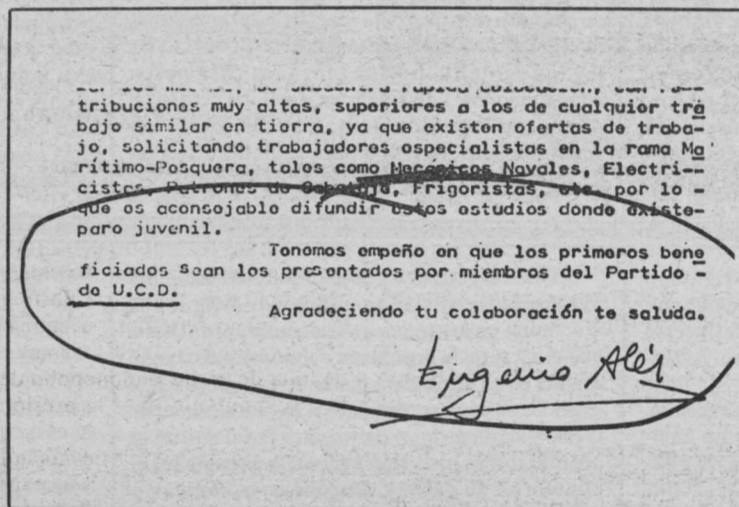 tribuciones muy altas, superiores a los de cualquier tra
bajo similar en tierra, ya que existen ofertas de traba-
jo, solicitando trabajadores especialistas en la rama Ma
rítimo-Pesquera, tales como Mecánicos Navales, Electri--
cistas, Patrones de Cabotaje, Frigoristas, etc. por lo -
que es aconsejable difundir estos estudios donde existe-
paro juvenil.
Tenemos empeño en que los primeros bene
ficiados sean los presentados por miembros del Partido -
de U.C.D.
Agradeciendo tu colaboración te saluda.
Eugenio Alés